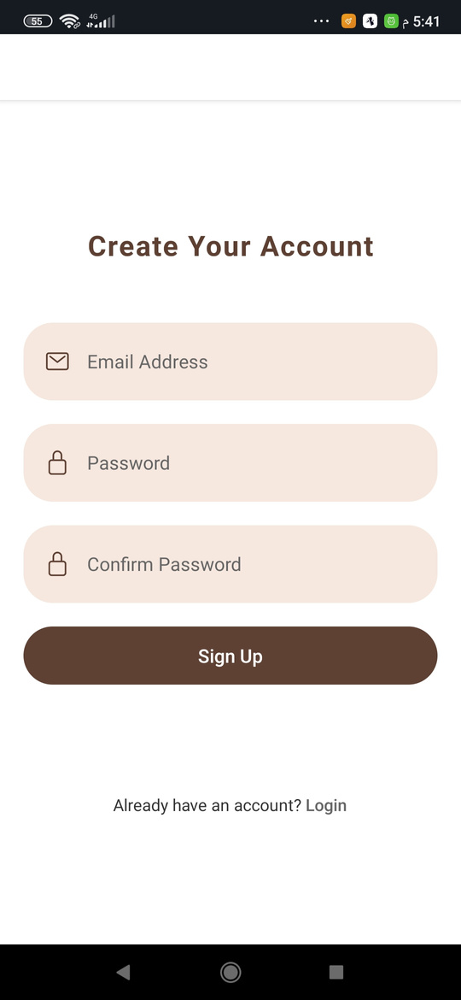 55 4G م 5:41
Create Your Account
Email Address
Password
Confirm Password
Sign Up
Already have an account? Login